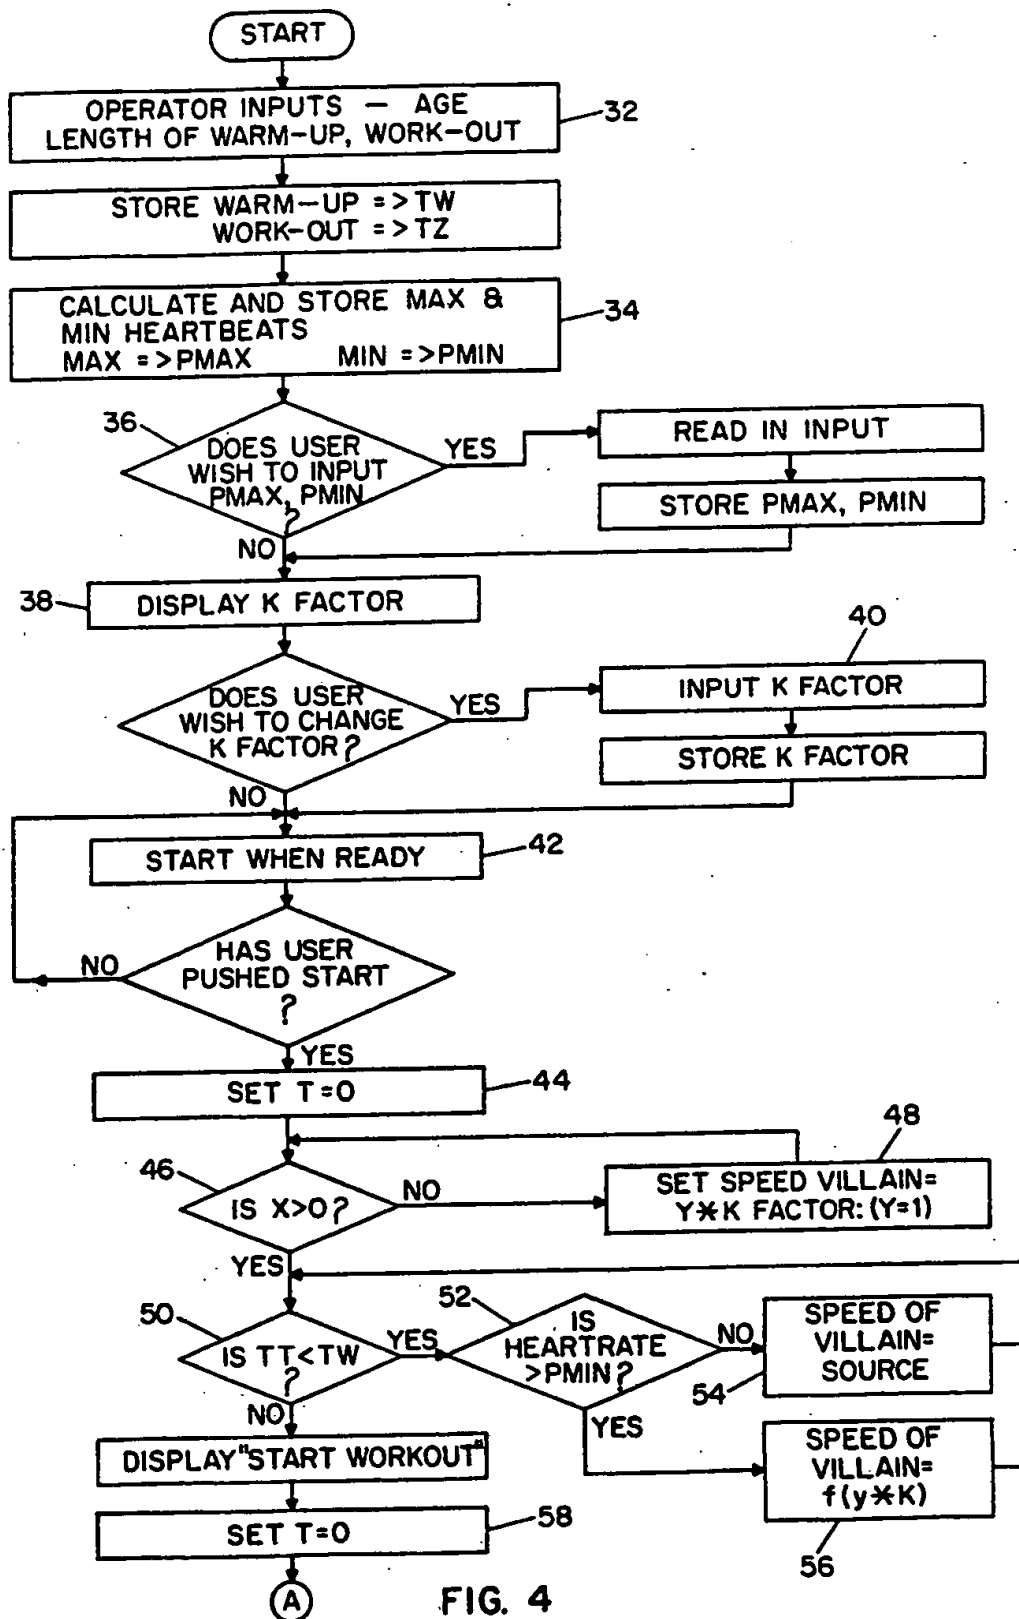 START
OPERATOR INPUTS — AGE
LENGTH OF WARM-UP, WORK-OUT
32
STORE WARM-UP =>TW
WORK-OUT =>TZ
CALCULATE AND STORE MAX &
MIN HEARTBEATS
MAX =>PMAX MIN =>PMIN
34
36
DOES USER
WISH TO INPUT
PMAX, PMIN
?
YES
READ IN INPUT
STORE PMAX, PMIN
NO
38
DISPLAY K FACTOR
40
DOES USER
WISH TO CHANGE
K FACTOR?
YES
INPUT K FACTOR
STORE K FACTOR
NO
START WHEN READY
42
HAS USER
PUSHED START
?
NO
YES
SET T=0
44
46
IS X>0?
NO
48
SET SPEED VILLAIN=
Y*K FACTOR:(Y=1)
YES
50
IS TT<TW
?
YES
52
IS
HEARTRATE
>PMIN?
NO
54
SPEED OF
VILLAIN=
SOURCE
NO
YES
DISPLAY"START WORKOUT"
SPEED OF
VILLAIN=
f(y*K)
56
SET T=0
58
A
FIG. 4